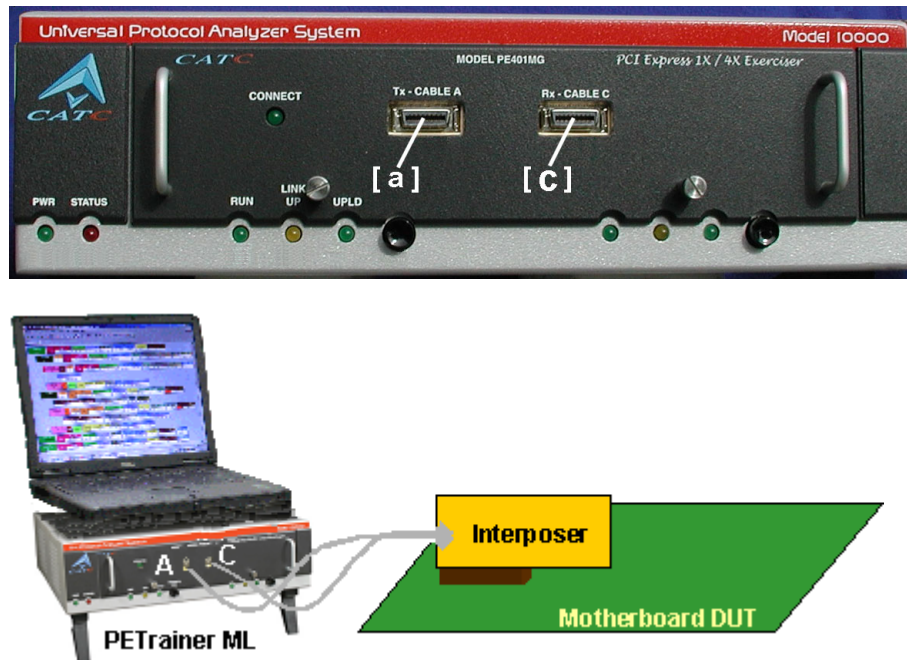 Universal Protocol Analyzer System
Model 10000
CATC
MODEL PE401MG
PCI Express 1X / 4X Exerciser
CONNECT
Tx - CABLE A
Rx - CABLE C
CATC
[a]
[c]
PWR
STATUS
RUN
LINK
UP
UPLD
A
C
CATC
Interposer
Motherboard DUT
PETrainer ML